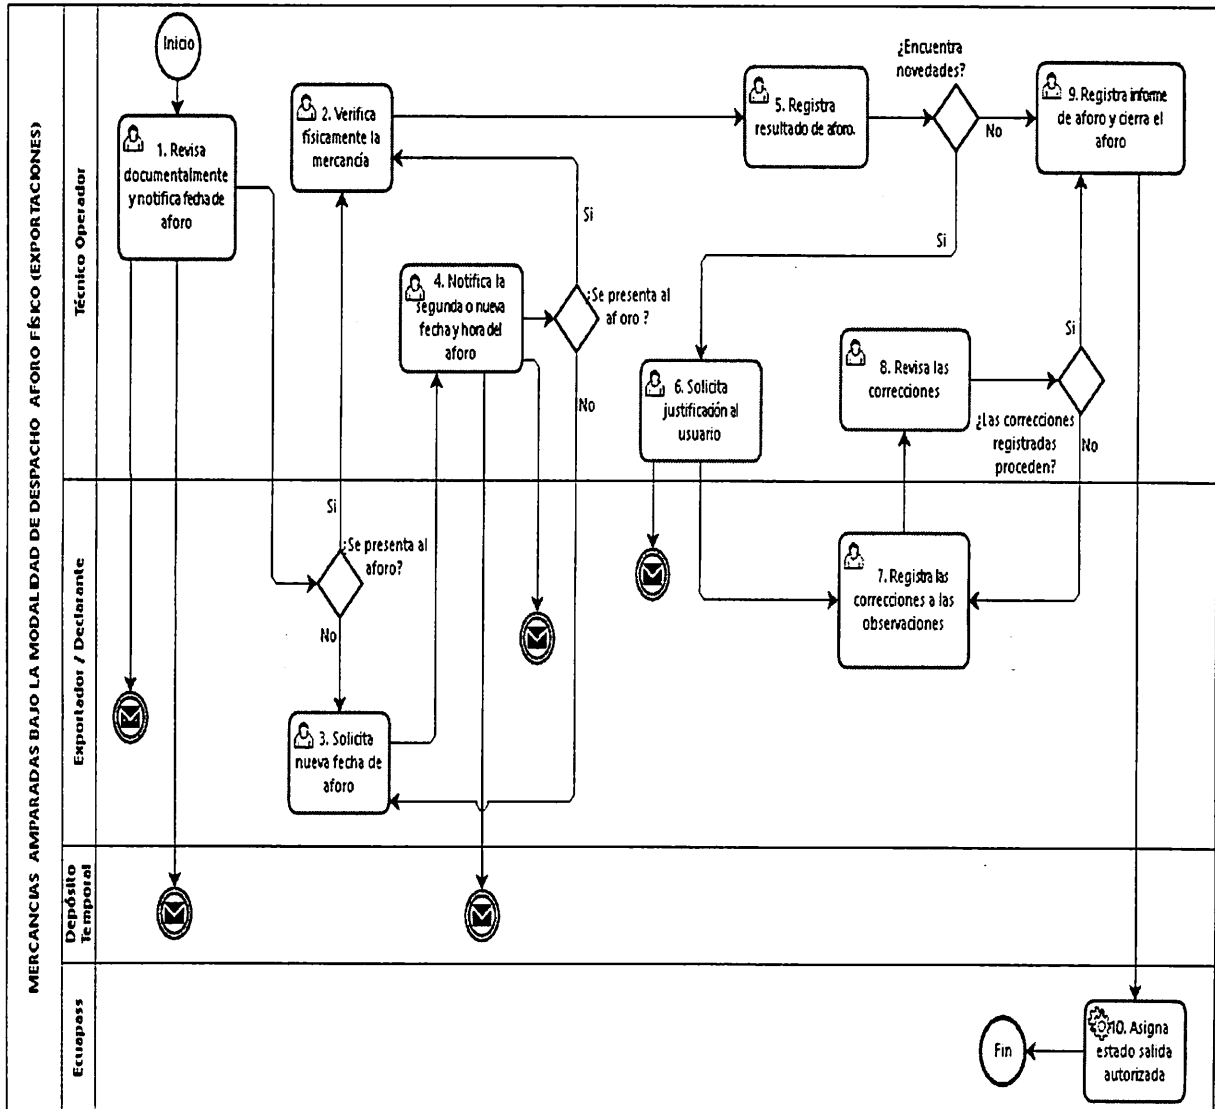 MERCANCIAS AMPARADAS BAJO LA MODALIDAD DE DESPACHO AFORO FÍSICO (EXPORTACIONES)
Técnico Operador
Inicio
1. Revisa
documentalmente
y notifica fecha de
aforo
2. Verifica
físicamente la
mercancía
5. Registra
resultado de aforo.
¿Encuentra
novedades?
No
Si
9. Registra informe
de aforo y cierra el
aforo
4. Notifica la
segunda o nueva
fecha y hora del
aforo
Si
¿Se presenta al
aforo ?
No
6. Solicita
justificación al
usuario
8. Revisa las
correcciones
Si
¿Las correcciones
registradas
proceden?
No
Exportador / Declarante
Si
¿Se presenta al
aforo?
No
3. Solicita
nueva fecha de
aforo
7. Registra las
correcciones a las
observaciones
Depósito
Temporal
Ecuapass
Fin
10. Asigna
estado salida
autorizada